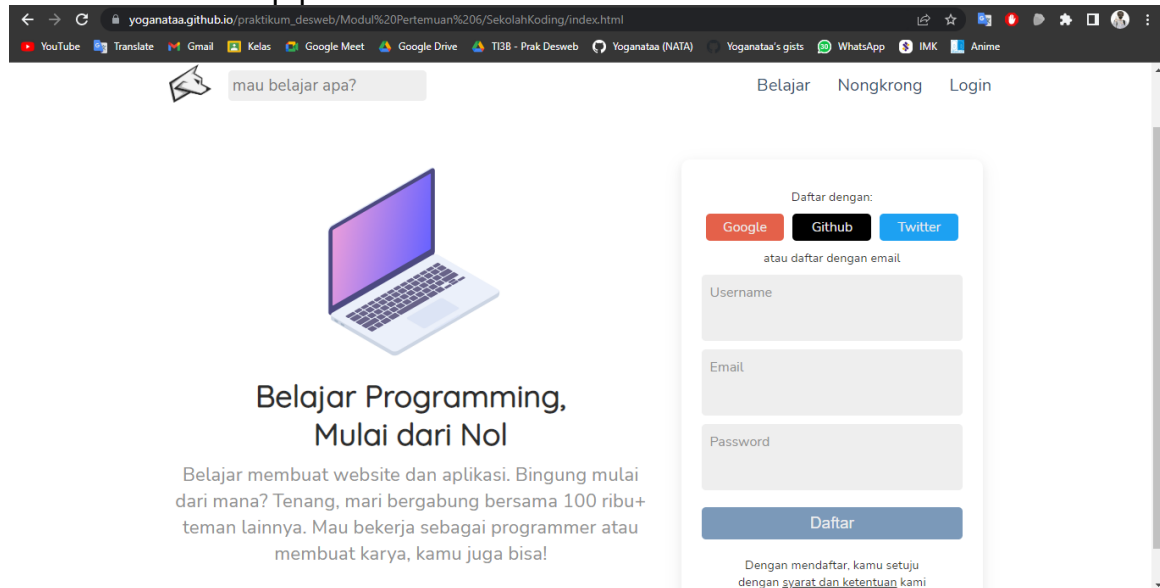 yoganataa.github.io/praktikum_desweb/Modul%20Pertemuan%206/SekolahKoding/index.html
YouTube Translate Gmail Kelas Google Meet Google Drive TI3B - Prak Desweb Yoganataa (NATA) Yoganataa's gists WhatsApp IMK Anime
mau belajar apa? Belajar Nongkrong Login
Belajar Programming,
Mulai dari Nol
Belajar membuat website dan aplikasi. Bingung mulai
dari mana? Tenang, mari bergabung bersama 100 ribu+
teman lainnya. Mau bekerja sebagai programmer atau
membuat karya, kamu juga bisa!
Daftar dengan:
Google Github Twitter
atau daftar dengan email
Username
Email
Password
Daftar
Dengan mendaftar, kamu setuju
dengan syarat dan ketentuan kami